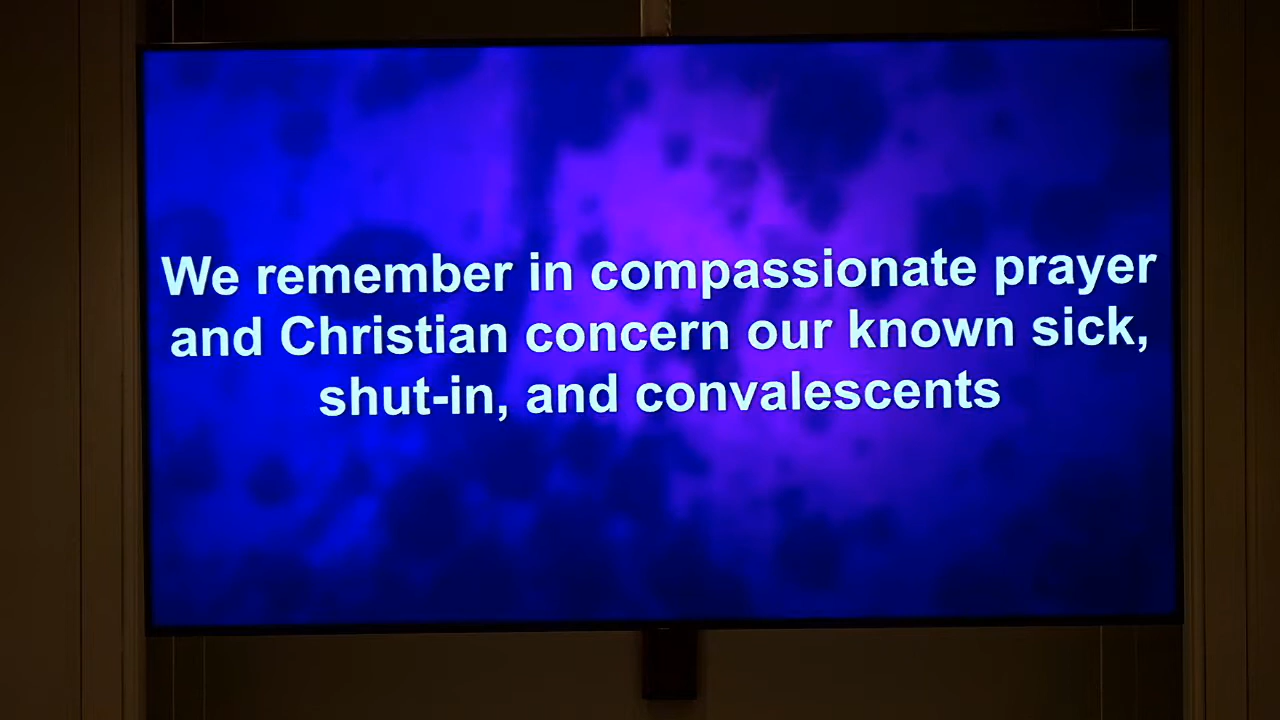 We remember in compassionate prayer
and Christian concern our known sick,
shut-in, and convalescents